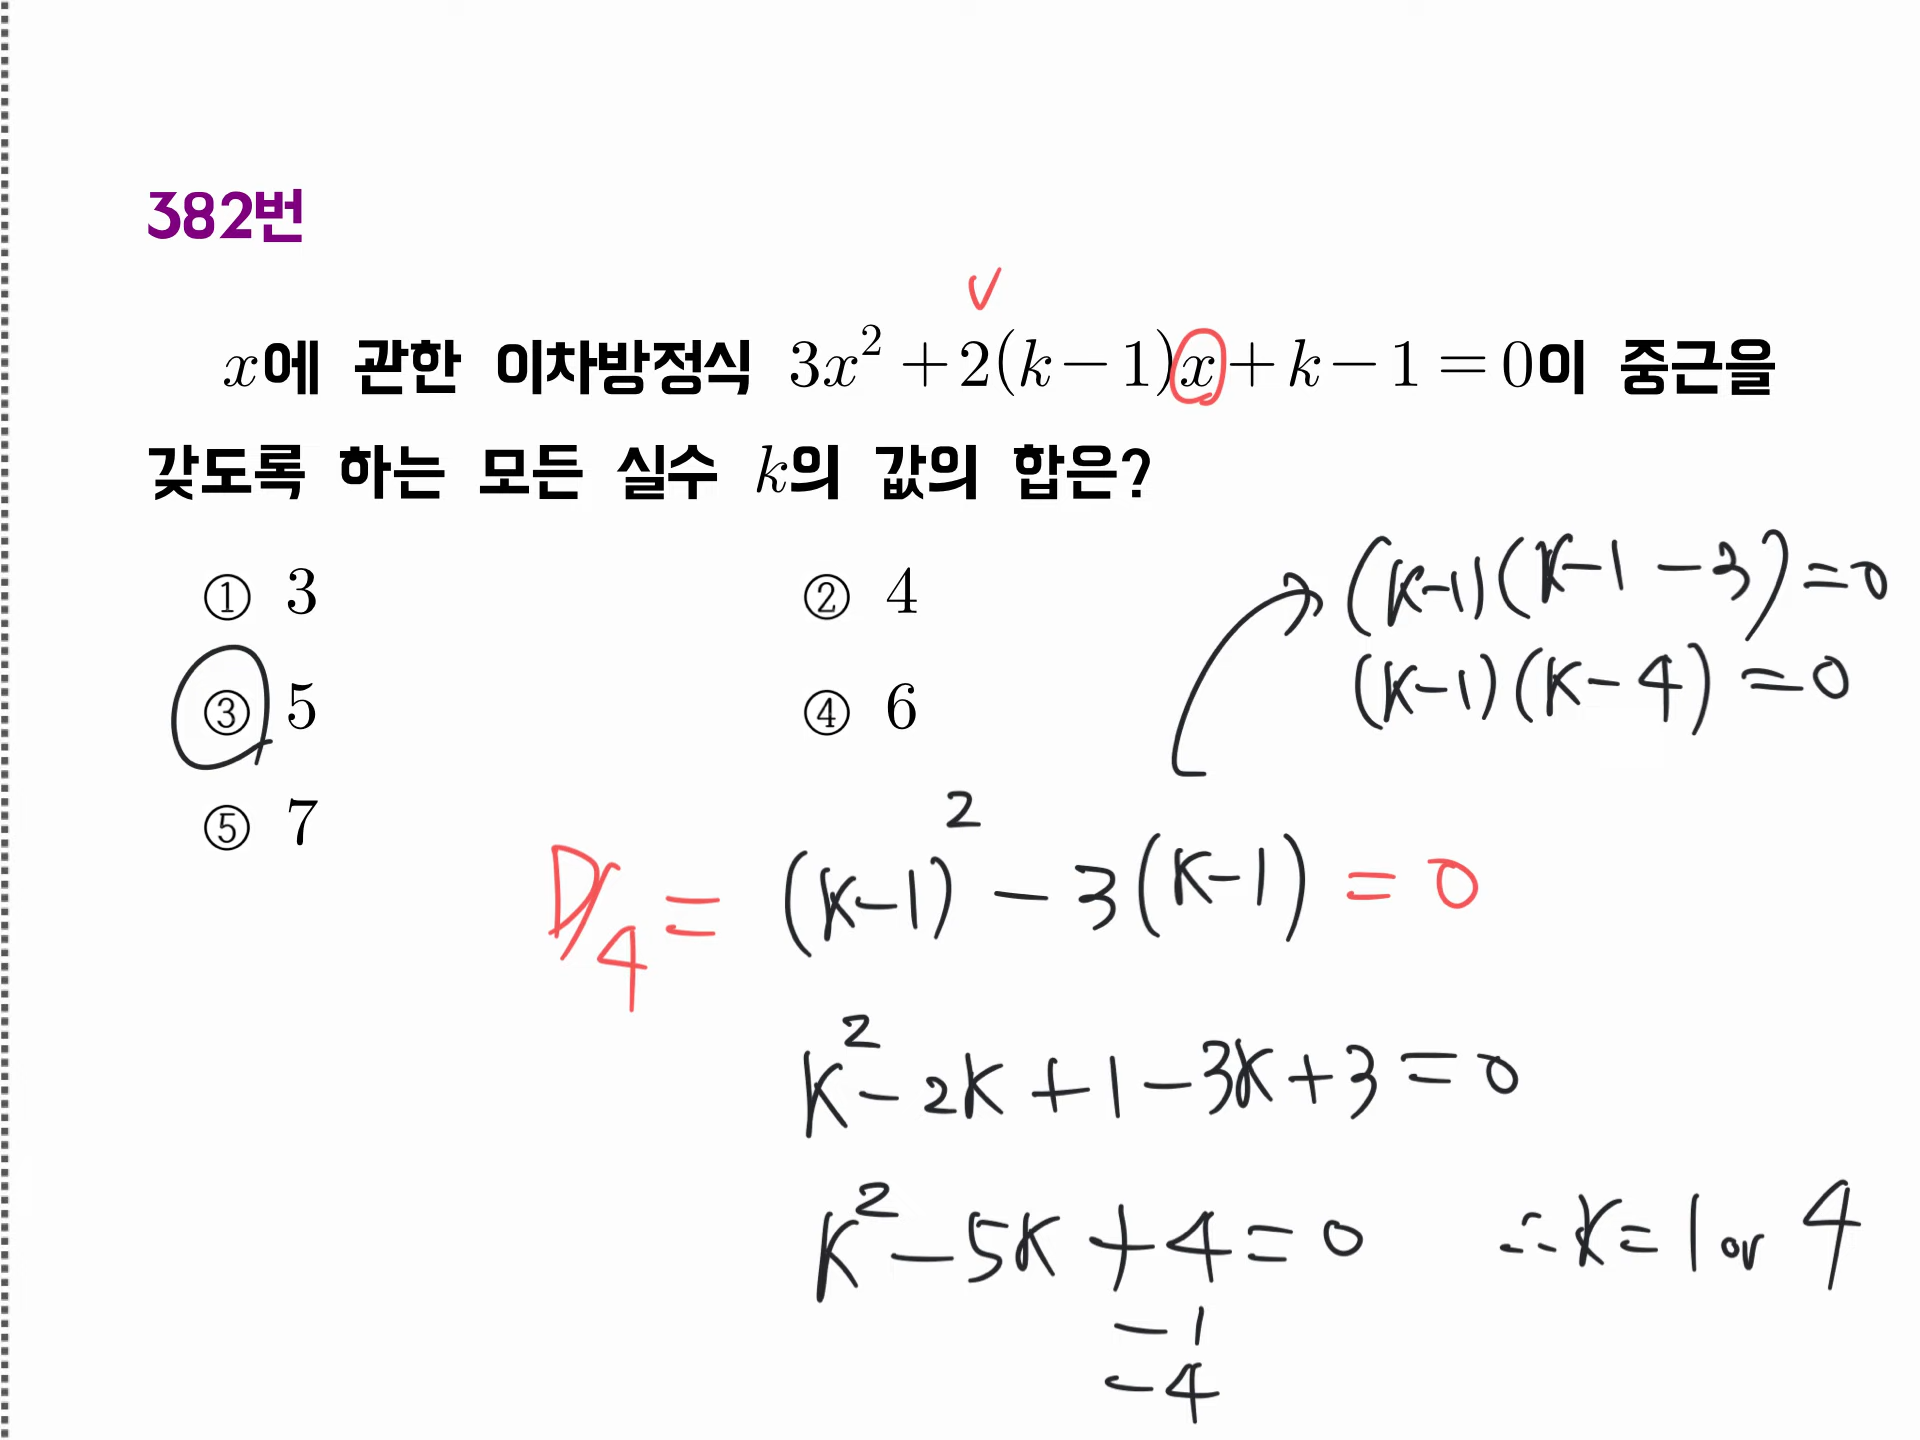 382번
x에 관한 이차방정식 3x² + 2(k − 1)x + k − 1 = 0이 중근을
갖도록 하는 모든 실수 k의 값의 합은?
① 3 ② 4
③ 5 ④ 6
⑤ 7
(k-1)(k-1-3)=0
(k-1)(k-4)=0
D/4 = (k-1)² - 3(k-1) = 0
k² - 2k + 1 - 3k + 3 = 0
k² - 5k + 4 = 0 ∴ k = 1 or 4
-1
-4